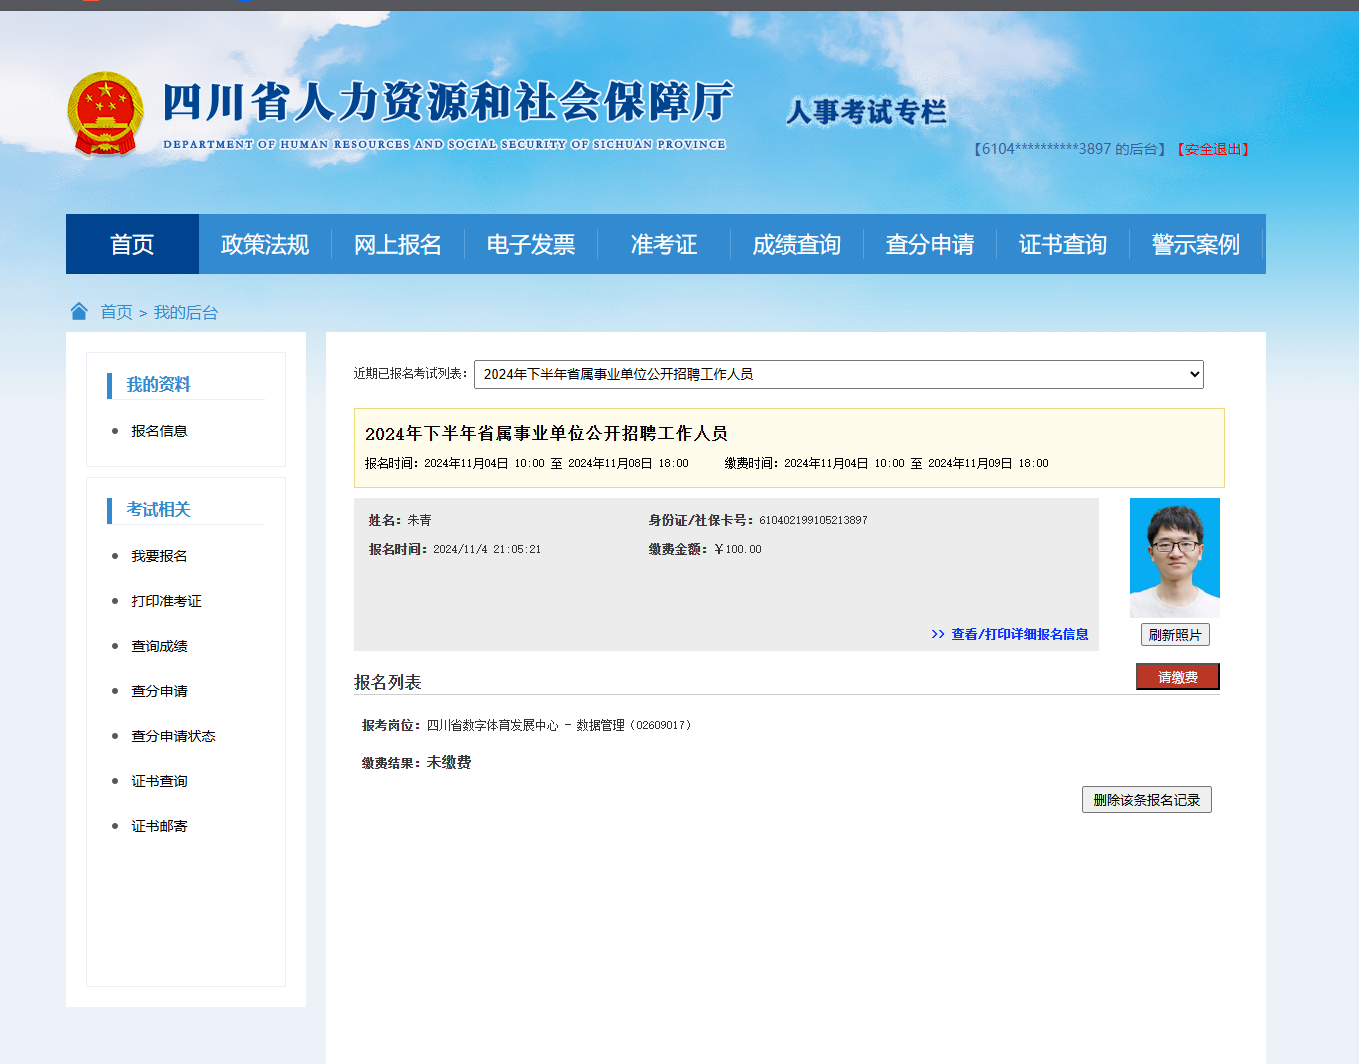 四川省人力资源和社会保障厅
DEPARTMENT OF HUMAN RESOURCES AND SOCIAL SECURITY OF SICHUAN PROVINCE
人事考试专栏
【6104**********3897 的后台】【安全退出】
首页 政策法规 网上报名 电子发票 准考证 成绩查询 查分申请 证书查询 警示案例
首页 > 我的后台
我的资料
报名信息
考试相关
我要报名
打印准考证
查询成绩
查分申请
查分申请状态
证书查询
证书邮寄
近期已报名考试列表： 2024年下半年省属事业单位公开招聘工作人员
2024年下半年省属事业单位公开招聘工作人员
报名时间：2024年11月04日 10:00 至 2024年11月08日 18:00 缴费时间：2024年11月04日 10:00 至 2024年11月09日 18:00
姓名：朱青 身份证/社保卡号：610402199105213897
报名时间：2024/11/4 21:05:21 缴费金额：￥100.00
>> 查看/打印详细报名信息
刷新照片
报名列表 请缴费
报考岗位：四川省数字体育发展中心 - 数据管理（02609017）
缴费结果：未缴费
删除该条报名记录